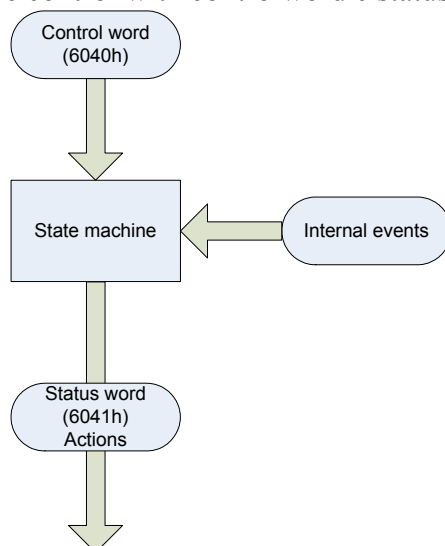 Control word
(6040h)
State machine
Internal events
Status word
(6041h)
Actions